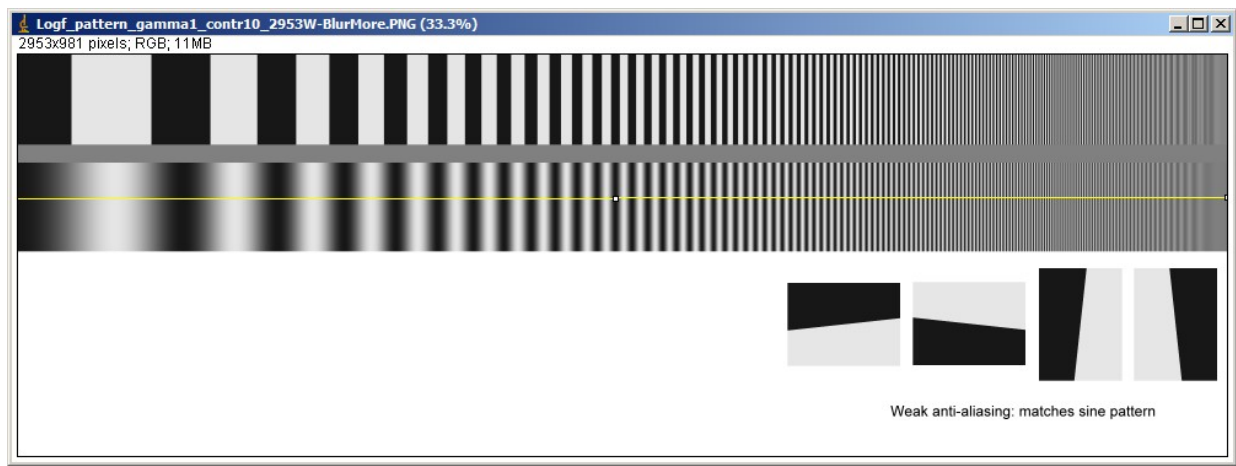 Logf_pattern_gamma1_contr10_2953W-BlurMore.PNG (33.3%)
2953x981 pixels; RGB; 11MB
Weak anti-aliasing: matches sine pattern